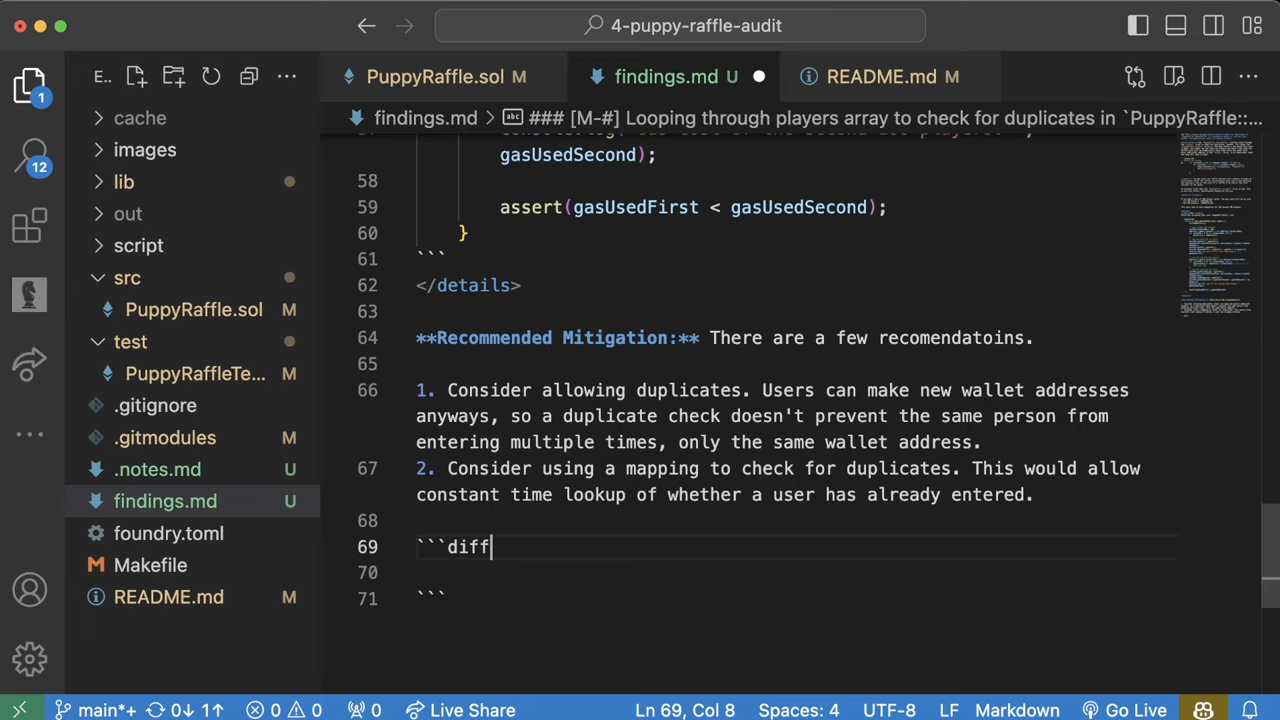 4-puppy-raffle-audit
E..
PuppyRaffle.sol M
findings.md U
README.md M
findings.md > ### [M-#] Looping through players array to check for duplicates in `PuppyRaffle::...
1
12
cache
images
lib
out
script
src
PuppyRaffle.sol M
test
PuppyRaffleTe... M
.gitignore
.gitmodules M
.notes.md U
findings.md U
foundry.toml
Makefile
README.md M
gasUsedSecond);
58
59 assert(gasUsedFirst < gasUsedSecond);
60 }
61 ```
62 </details>
63
64 **Recommended Mitigation:** There are a few recomendatoins.
65
66 1. Consider allowing duplicates. Users can make new wallet addresses
anyways, so a duplicate check doesn't prevent the same person from
entering multiple times, only the same wallet address.
67 2. Consider using a mapping to check for duplicates. This would allow
constant time lookup of whether a user has already entered.
68
69 ```diff
70
71 ```
main*+ 0↓ 1↑ 0 0 0 Live Share Ln 69, Col 8 Spaces: 4 UTF-8 LF Markdown Go Live